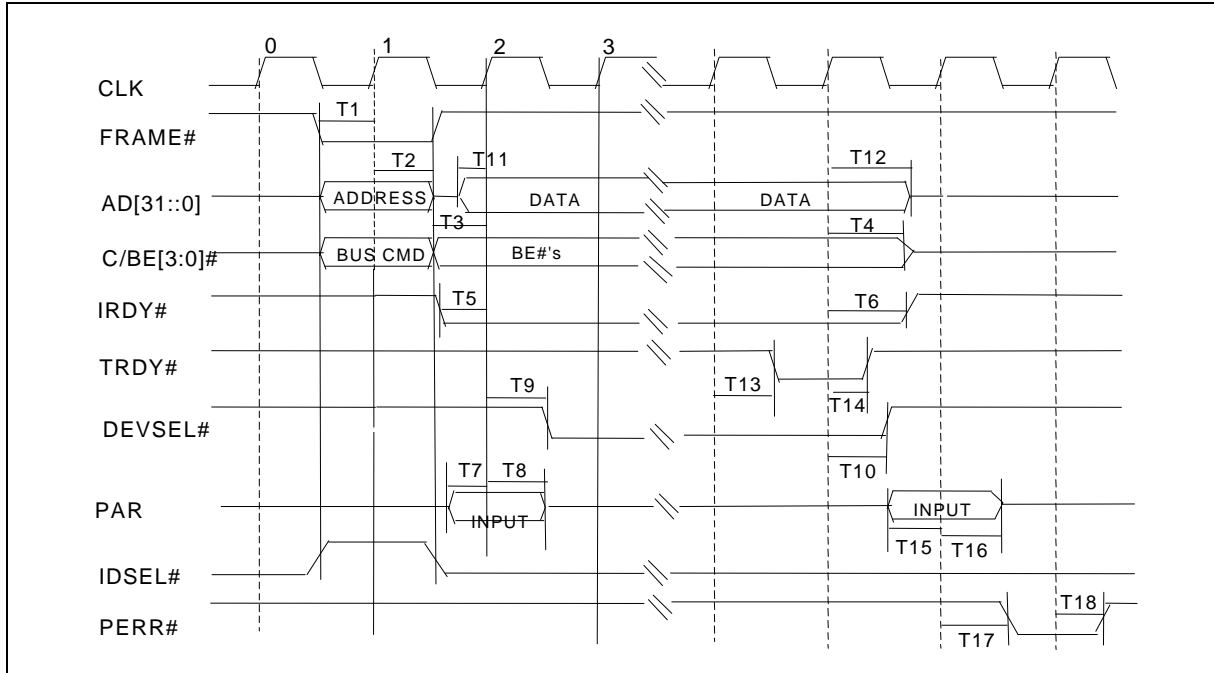 0 1 2 3
CLK
T1
FRAME#
T2 T11 T12
AD[31::0] ADDRESS DATA DATA
T3 T4
C/BE[3:0]# BUS CMD BE#'s
IRDY# T5 T6
TRDY#
T9 T13 T14
DEVSEL#
T7 T8 T10
PAR INPUT INPUT
T15 T16
IDSEL#
T18
PERR#
T17